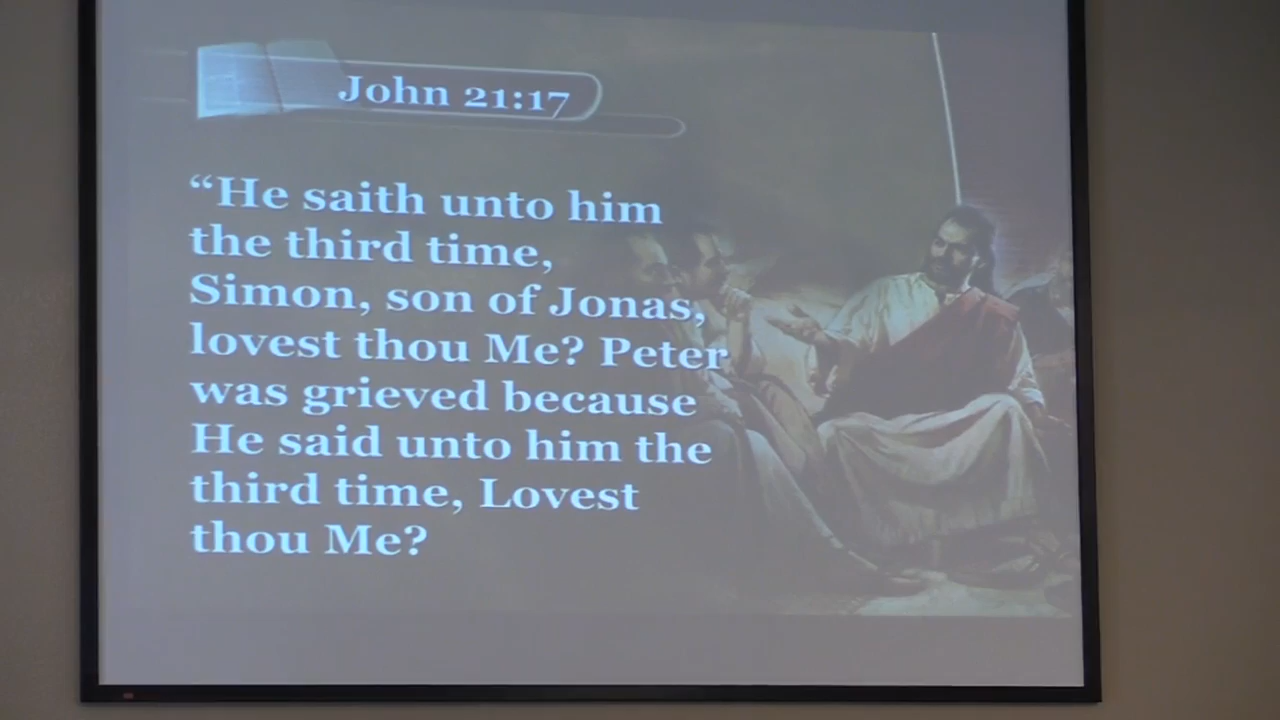 John 21:17
“He saith unto him
the third time,
Simon, son of Jonas,
lovest thou Me? Peter
was grieved because
He said unto him the
third time, Lovest
thou Me?